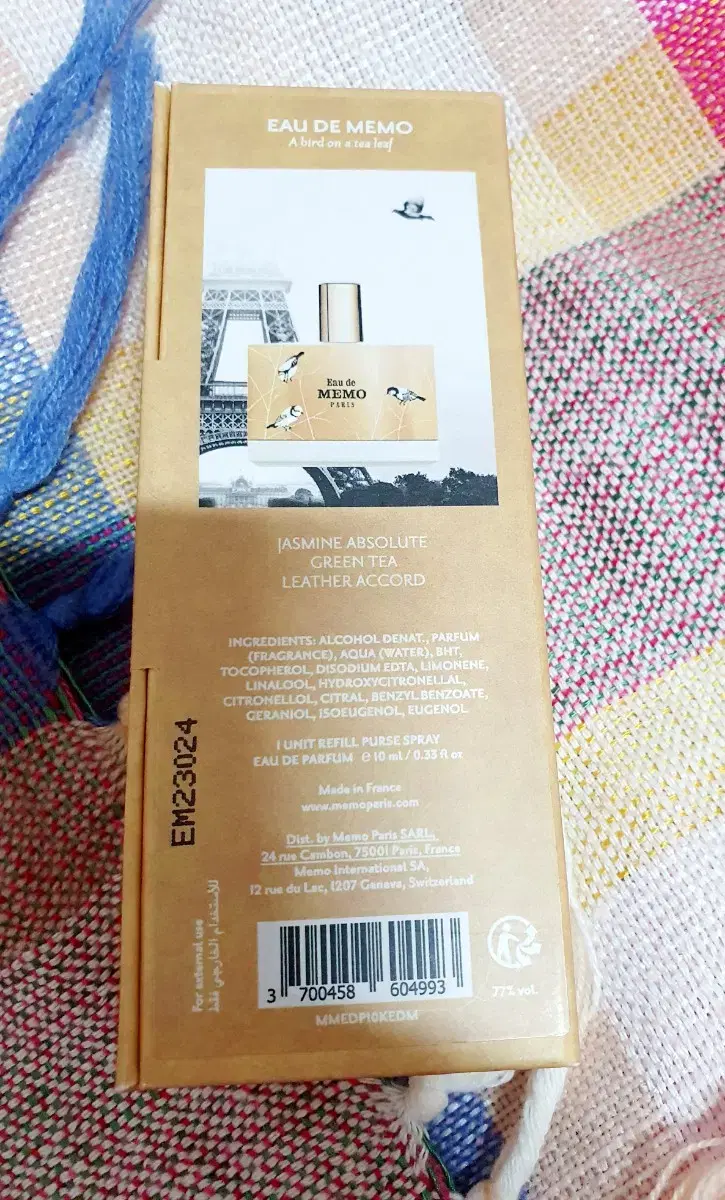 EAU DE MEMO
A bird on a tea leaf
Eau de
MEMO
PARIS
JASMINE ABSOLUTE
GREEN TEA
LEATHER ACCORD
INGREDIENTS: ALCOHOL DENAT., PARFUM
(FRAGRANCE), AQUA (WATER), BHT,
TOCOPHEROL, DISODIUM EDTA, LIMONENE,
LINALOOL, HYDROXYCITRONELLAL,
CITRONELLOL, CITRAL, BENZYL BENZOATE,
GERANIOL, ISOEUGENOL, EUGENOL
1 UNIT REFILL PURSE SPRAY
EAU DE PARFUM ℮ 10 ml / 0.33 fl oz
Made in France
www.memoparis.com
Dist. by Memo Paris SARL,
24 rue Cambon, 75001 Paris, France
Memo International SA,
12 rue du Lac, 1207 Geneva, Switzerland
EM23024
For external use
للاستخدام الخارجي فقط
3 700458 604993
77% vol.
MMEDP10KEDM